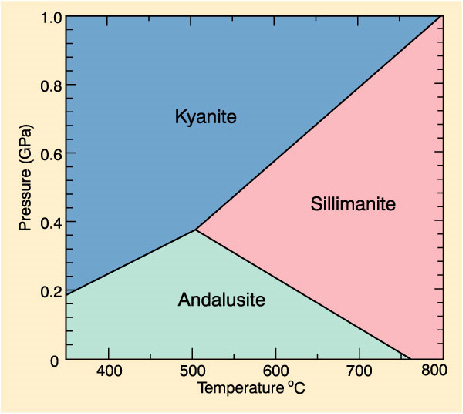 1.0
0.8
0.6
0.4
0.2
0
Pressure (GPa)
Kyanite
Sillimanite
Andalusite
400 500 600 700 800
Temperature °C